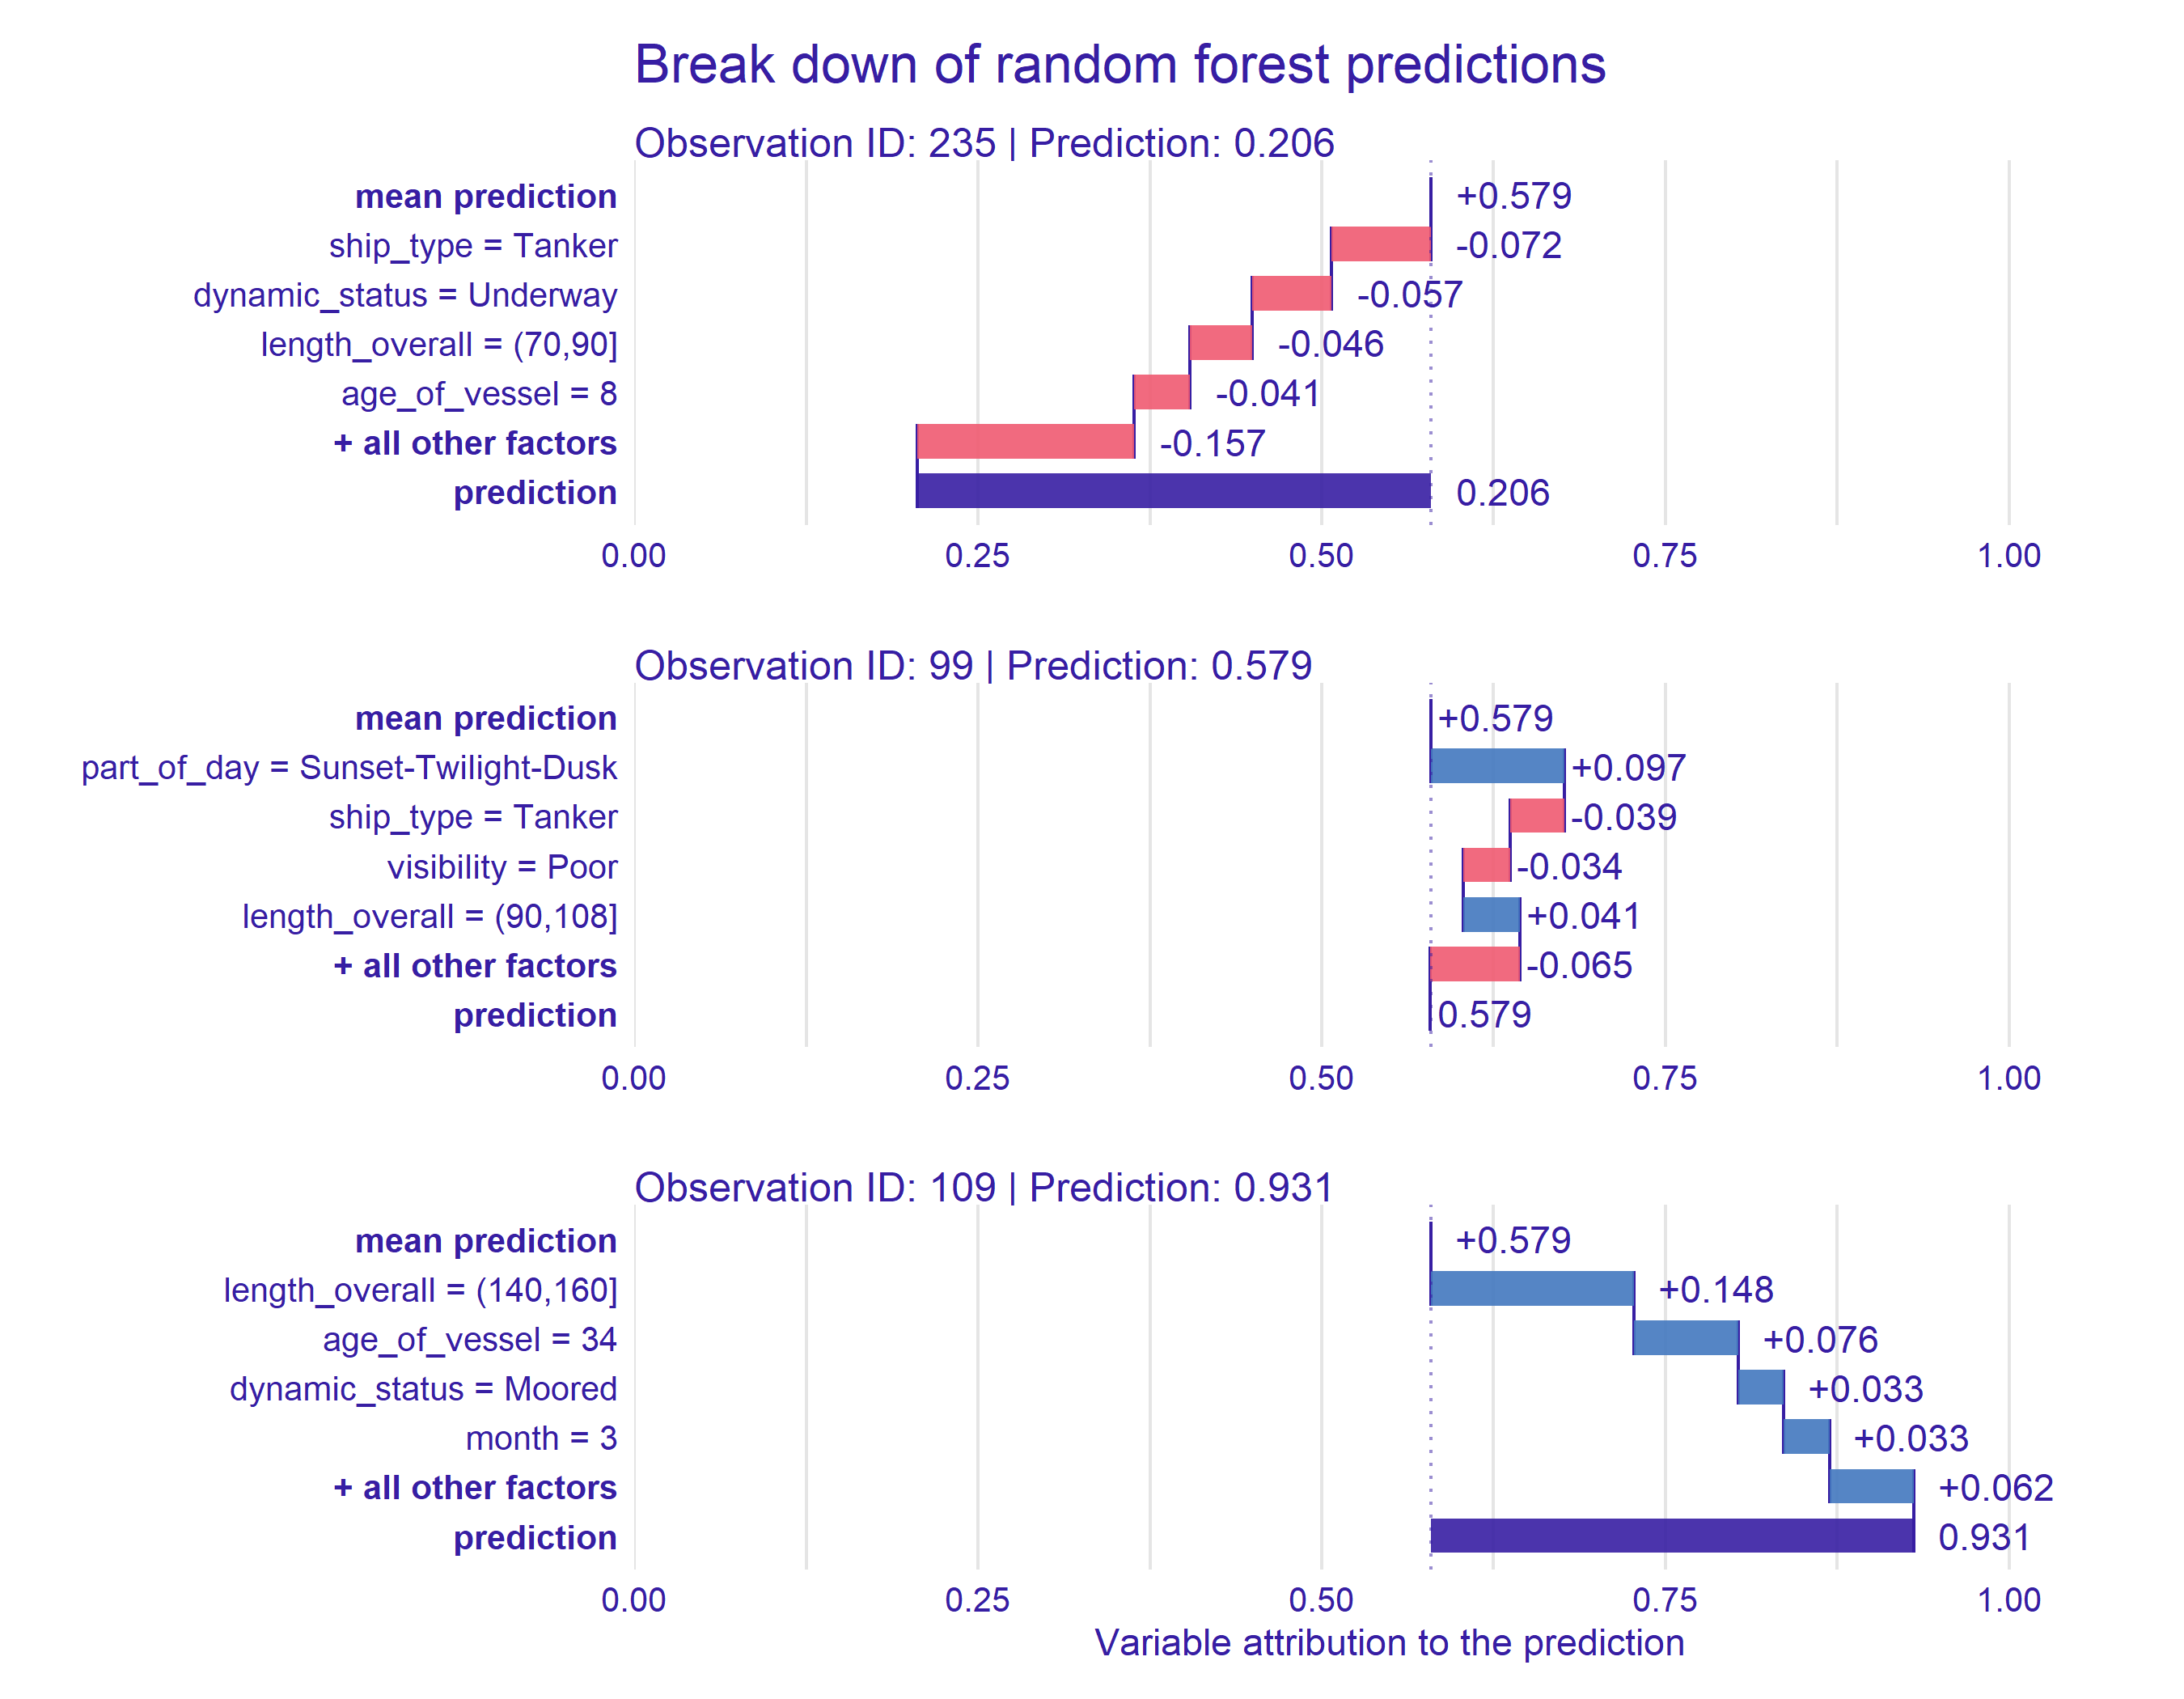 Break down of random forest predictions
Observation ID: 235 | Prediction: 0.206
mean prediction +0.579
ship_type = Tanker -0.072
dynamic_status = Underway -0.057
length_overall = (70,90] -0.046
age_of_vessel = 8 -0.041
+ all other factors -0.157
prediction 0.206
0.00 0.25 0.50 0.75 1.00
Observation ID: 99 | Prediction: 0.579
mean prediction +0.579
part_of_day = Sunset-Twilight-Dusk +0.097
ship_type = Tanker -0.039
visibility = Poor -0.034
length_overall = (90,108] +0.041
+ all other factors -0.065
prediction 0.579
0.00 0.25 0.50 0.75 1.00
Observation ID: 109 | Prediction: 0.931
mean prediction +0.579
length_overall = (140,160] +0.148
age_of_vessel = 34 +0.076
dynamic_status = Moored +0.033
month = 3 +0.033
+ all other factors +0.062
prediction 0.931
0.00 0.25 0.50 0.75 1.00
Variable attribution to the prediction